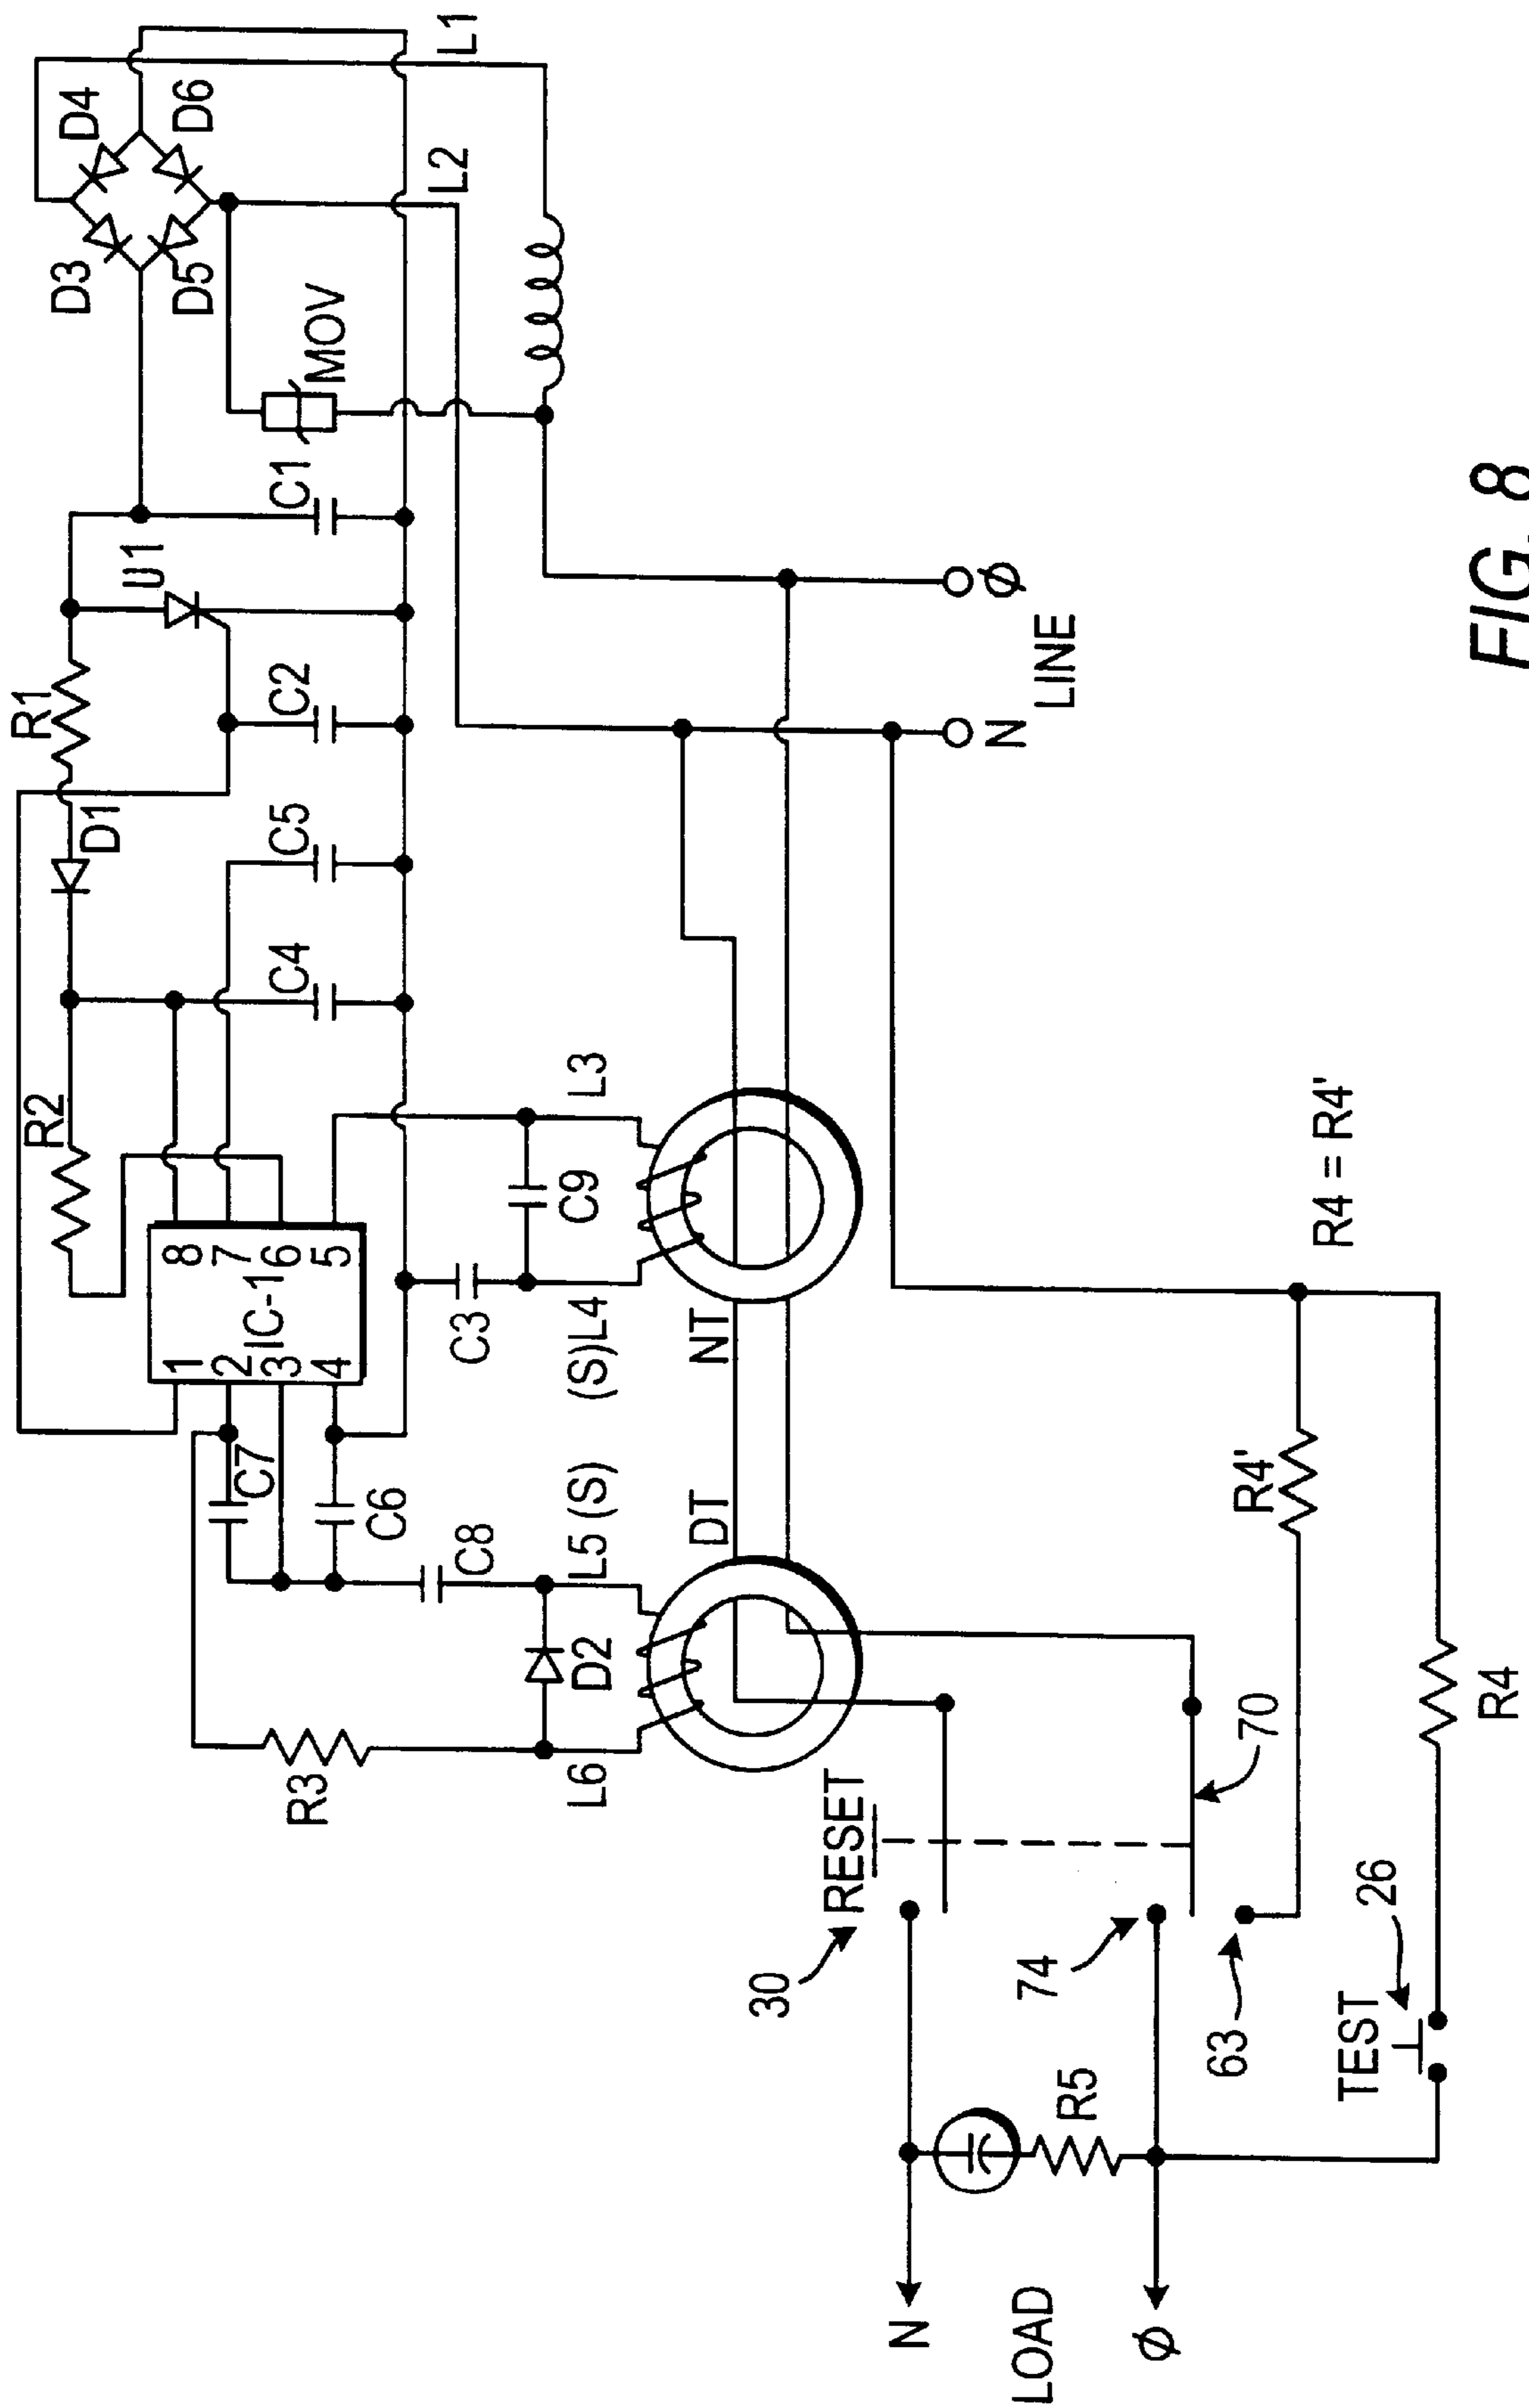 L1
D4
D6
L2
D3
D5
MOV
C1
U1
R1
C2
D1
C5
C4
R2
L3
8
7
6
5
IC-1
1
2
3
4
C9
C3
(S)L4
NT
C7
C6
C8
L5 (S)
DT
D2
R3
L6
Φ
LINE
N
R4 = R4'
R4'
R4
70
RESET
30
74
63
26
TEST
R5
N
LOAD
Φ
FIG. 8